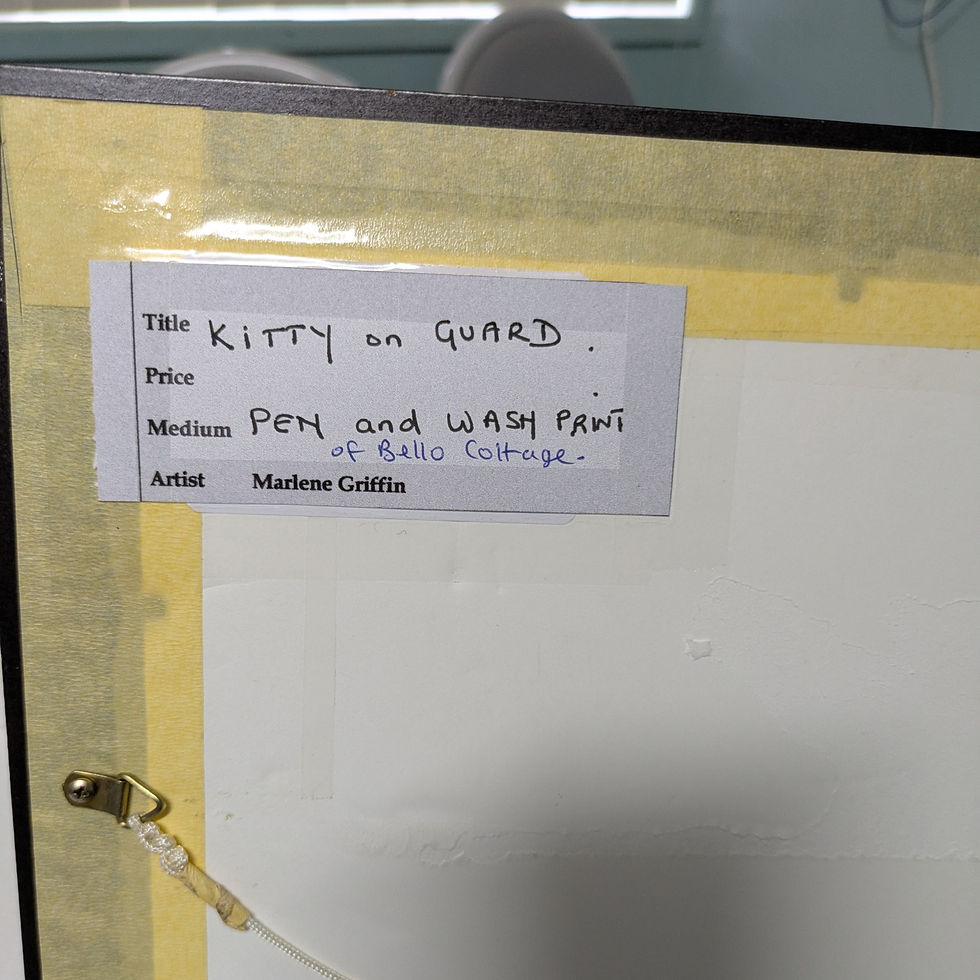 Title KiTTY on GUARD.
Price
Medium PEN and WASH PRiNT
of Bello Cottage.
Artist Marlene Griffin